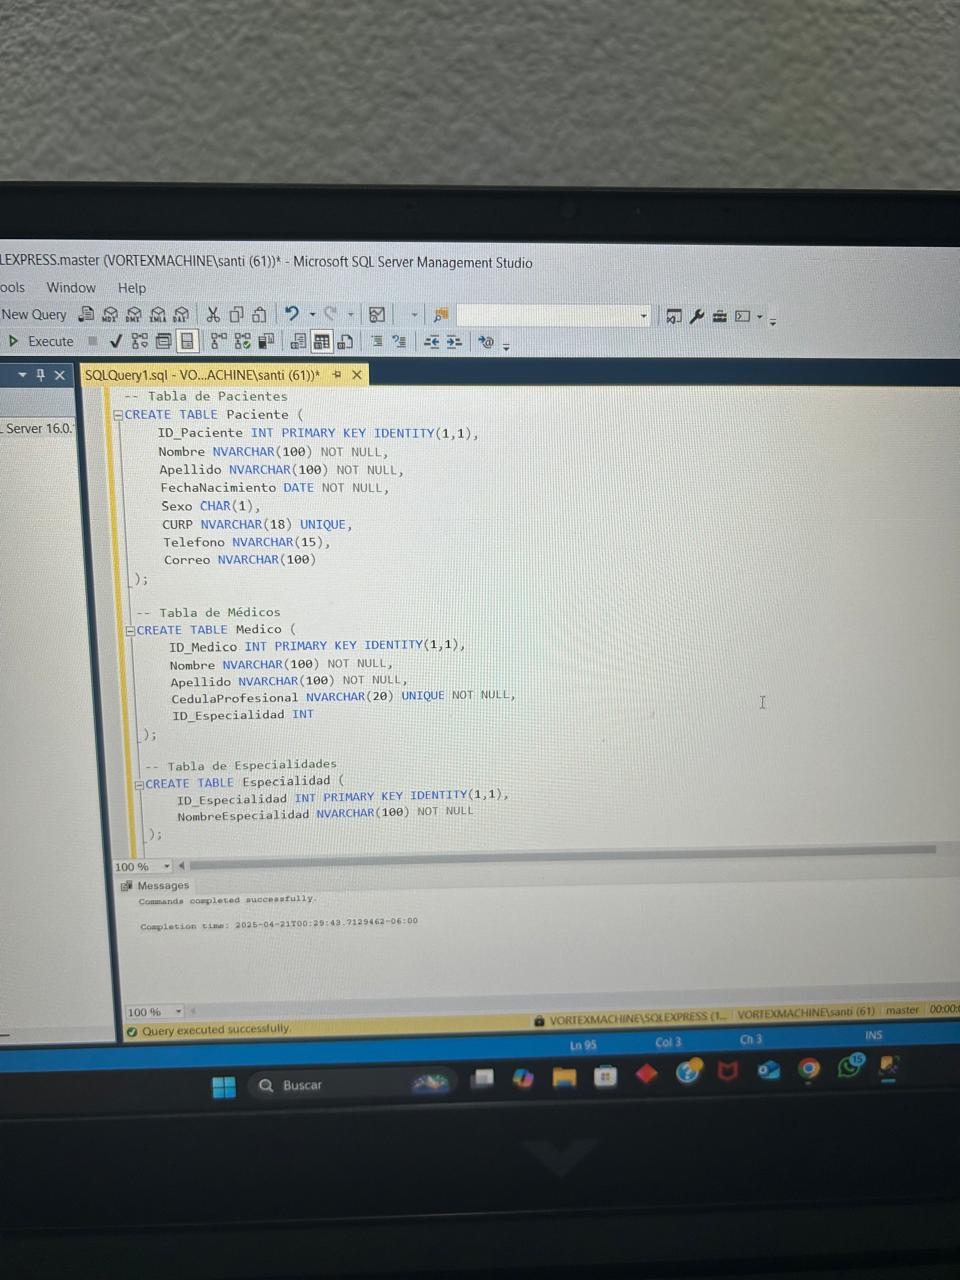 LEXPRESS.master (VORTEXMACHINE\santi (61))* - Microsoft SQL Server Management Studio
ools Window Help
New Query
Execute
SQLQuery1.sql - VO...ACHINE\santi (61))*
L Server 16.0.
-- Tabla de Pacientes
CREATE TABLE Paciente (
ID_Paciente INT PRIMARY KEY IDENTITY(1,1),
Nombre NVARCHAR(100) NOT NULL,
Apellido NVARCHAR(100) NOT NULL,
FechaNacimiento DATE NOT NULL,
Sexo CHAR(1),
CURP NVARCHAR(18) UNIQUE,
Telefono NVARCHAR(15),
Correo NVARCHAR(100)
);
-- Tabla de Médicos
CREATE TABLE Medico (
ID_Medico INT PRIMARY KEY IDENTITY(1,1),
Nombre NVARCHAR(100) NOT NULL,
Apellido NVARCHAR(100) NOT NULL,
CedulaProfesional NVARCHAR(20) UNIQUE NOT NULL,
ID_Especialidad INT
);
-- Tabla de Especialidades
CREATE TABLE Especialidad (
ID_Especialidad INT PRIMARY KEY IDENTITY(1,1),
NombreEspecialidad NVARCHAR(100) NOT NULL
);
100 %
Messages
Commands completed successfully.
Completion time: 2025-04-21T00:29:43.7129462-06:00
100 %
Query executed successfully. VORTEXMACHINE\SQLEXPRESS (1... VORTEXMACHINE\santi (61) master 00:00:0
Ln 95 Col 3 Ch 3 INS
Buscar
15